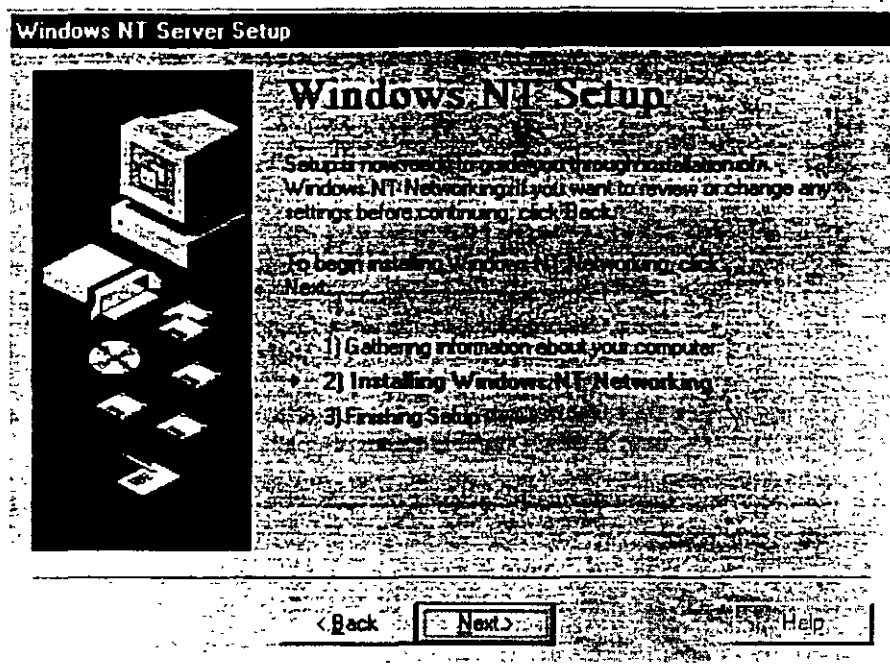 Windows NT Server Setup
Windows NT Setup
Setup is now ready to guide you through installation of
Windows NT Networking. If you want to review or change any
settings before continuing, click Back.
To begin installing Windows NT Networking, click
Next.
1) Gathering information about your computer
2) Installing Windows NT Networking
3) Finishing Setup
< Back
Next >
Help